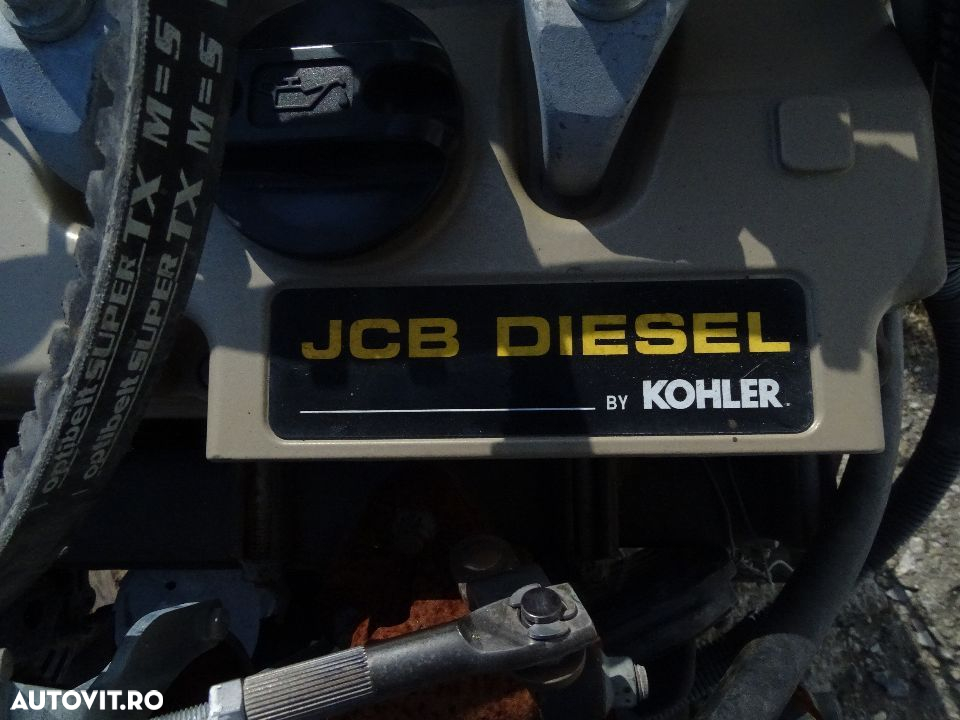 optibelt SUPER TX M=S
optibelt SUPER TX M=S
JCB DIESEL
BY KOHLER
AUTOVIT.RO